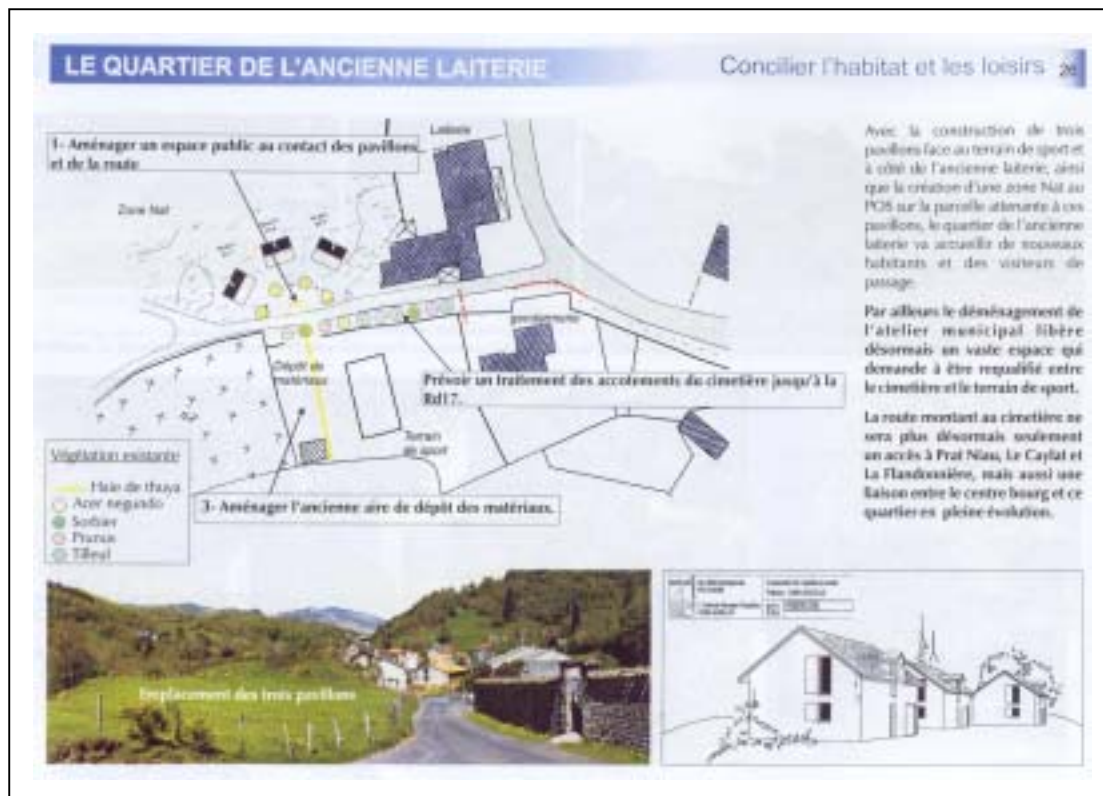 LE QUARTIER DE L'ANCIENNE LAITERIE
Concilier l'habitat et les loisirs 26
1- Aménager un espace public au contact des pavillons
et de la route
Laiterie
Zone Nat
gendarmerie
Dépôt de
matériaux
Prévoir un traitement des accotements du cimetière jusqu'à la
Rd17.
Terrain
de sport
Végétation existante
Haie de thuya
Acer negundo
Sorbier
Prunus
Tilleul
3- Aménager l'ancienne aire de dépôt des matériaux.
Avec la construction de trois
pavillons face au terrain de sport et
à côté de l'ancienne laiterie, ainsi
que la création d'une zone Nat au
POS sur la parcelle attenante à ces
pavillons, le quartier de l'ancienne
laiterie va accueillir de nouveaux
habitants et des visiteurs de
passage.
Par ailleurs le déménagement de
l'atelier municipal libère
désormais un vaste espace qui
demande à être requalifié entre
le cimetière et le terrain de sport.
La route montant au cimetière ne
sera plus désormais seulement
un accès à Prat Niau, Le Caylat et
La Flandonnière, mais aussi une
liaison entre le centre bourg et ce
quartier en pleine évolution.
Emplacement des trois pavillons